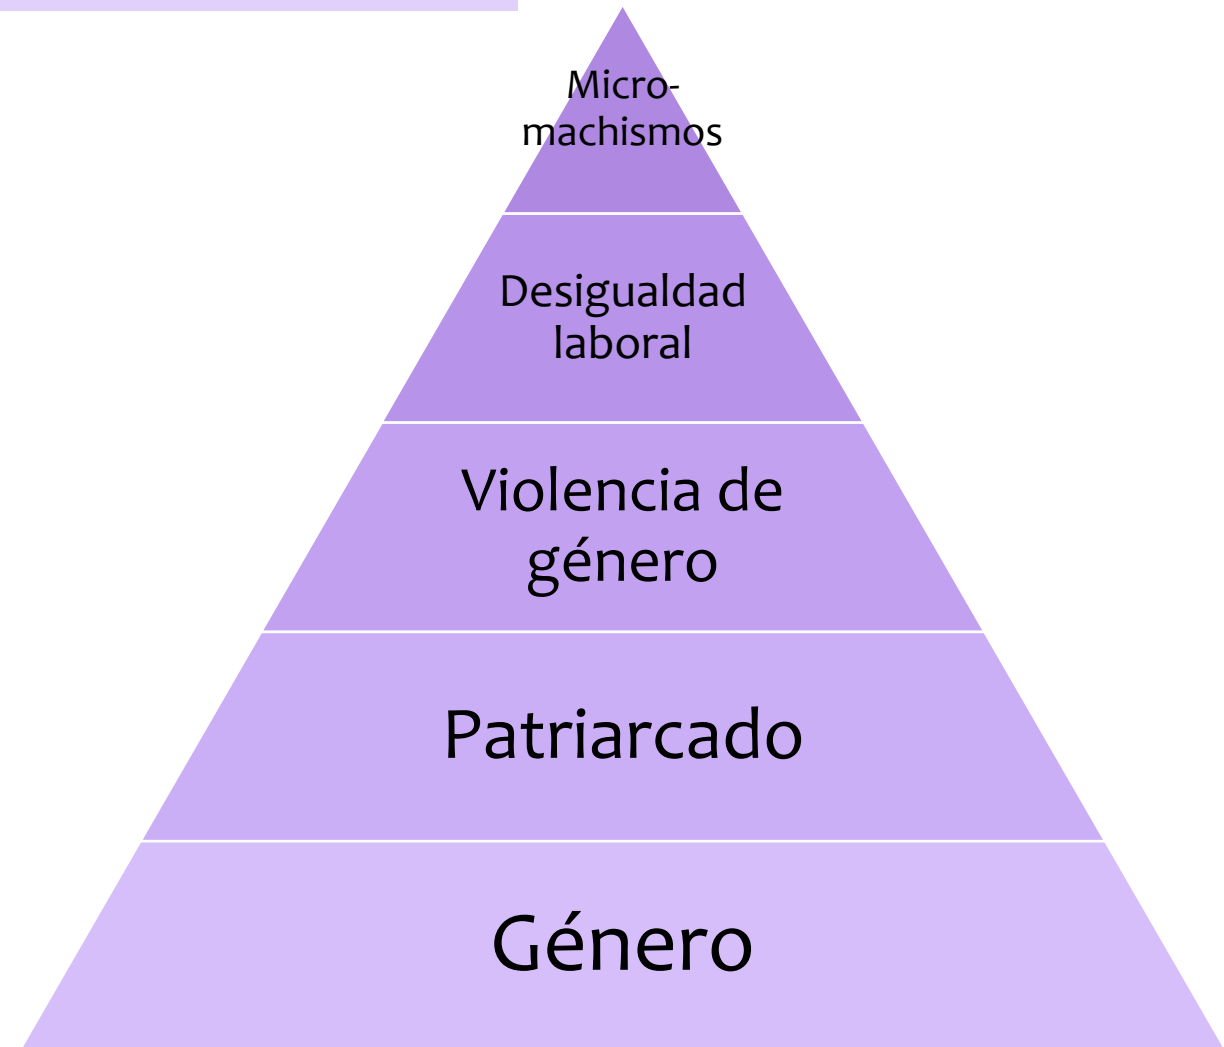 Micro-
machismos
Desigualdad
laboral
Violencia de
género
Patriarcado
Género